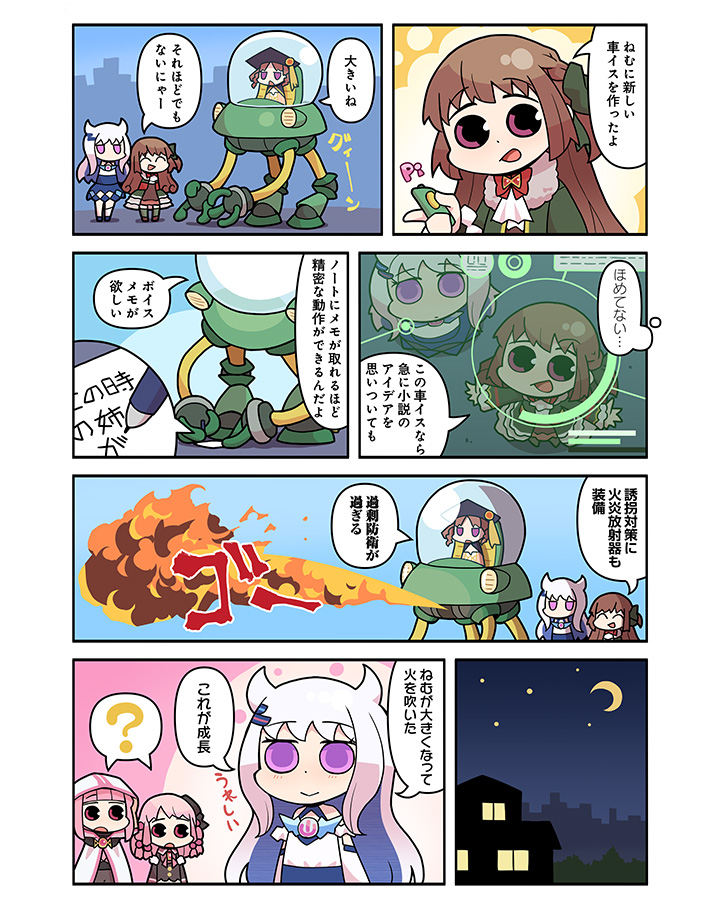 ねむに新しい
車イスを作ったよ
Pi
大きいね
グィーン
それほどでも
ないにゃー
ほめてない…
この車イスなら
急に小説の
アイデアを
思いついても
ノートにメモが取れるほど
精密な動作ができるんだよ
ボイス
メモが
欲しい
この時
の姉
が
誘拐対策に
火炎放射器も
装備
過剰防衛が
過ぎる
ゴー
ねむが大きくなって
火を吹いた
これが成長
うれしい
?